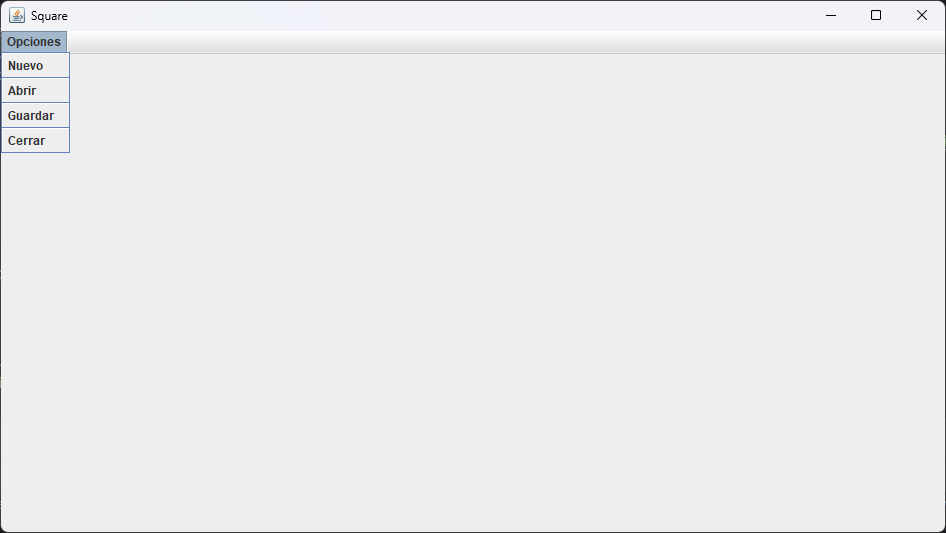 Square
Opciones
Nuevo
Abrir
Guardar
Cerrar